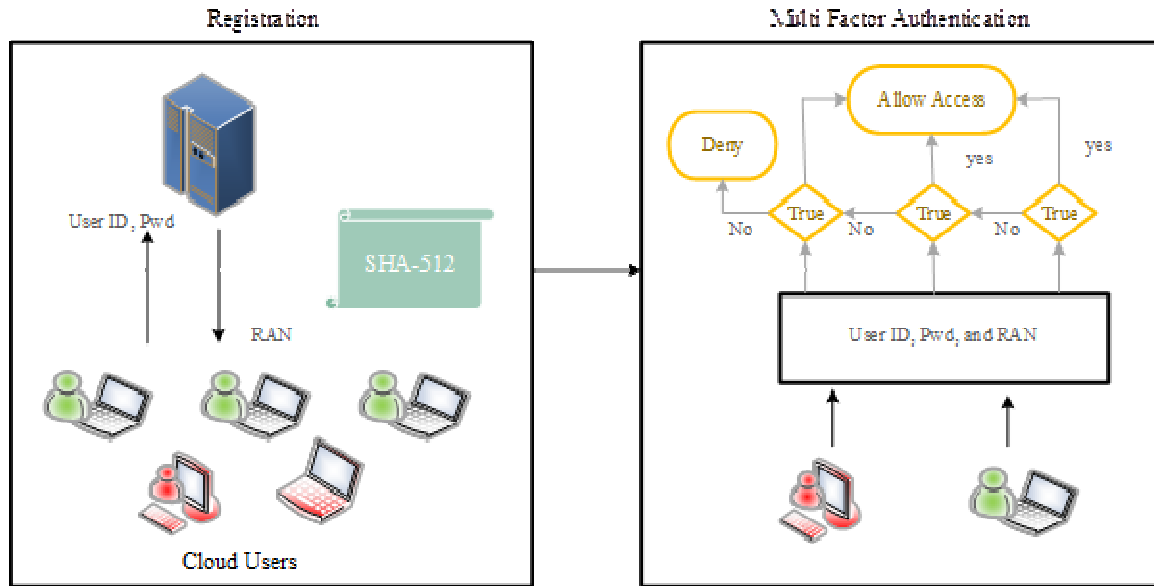 Registration
User ID, Pwd
SHA-512
RAN
Cloud Users
Multi Factor Authentication
Allow Access
Deny
yes
yes
True
True
True
No
No
No
User ID, Pwd, and RAN